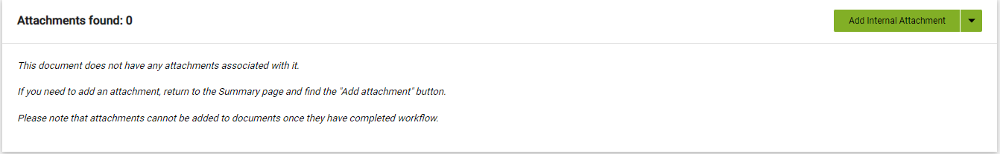 Attachments found: 0
Add Internal Attachment
This document does not have any attachments associated with it.
If you need to add an attachment, return to the Summary page and find the "Add attachment" button.
Please note that attachments cannot be added to documents once they have completed workflow.